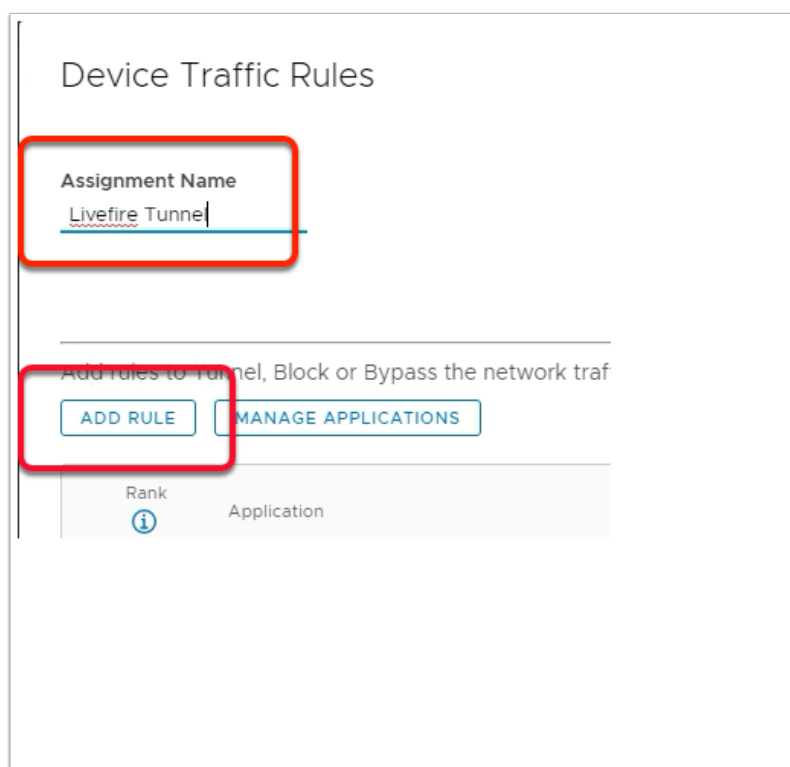 Device Traffic Rules
Assignment Name
Livefire Tunnel
Add rules to Tunnel, Block or Bypass the network traf
ADD RULE MANAGE APPLICATIONS
Rank
Application